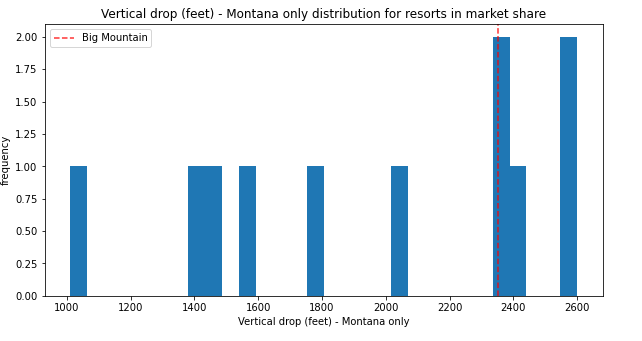 Vertical drop (feet) - Montana only distribution for resorts in market share
Big Mountain
2.00
1.75
1.50
1.25
1.00
0.75
0.50
0.25
0.00
frequency
1000 1200 1400 1600 1800 2000 2200 2400 2600
Vertical drop (feet) - Montana only